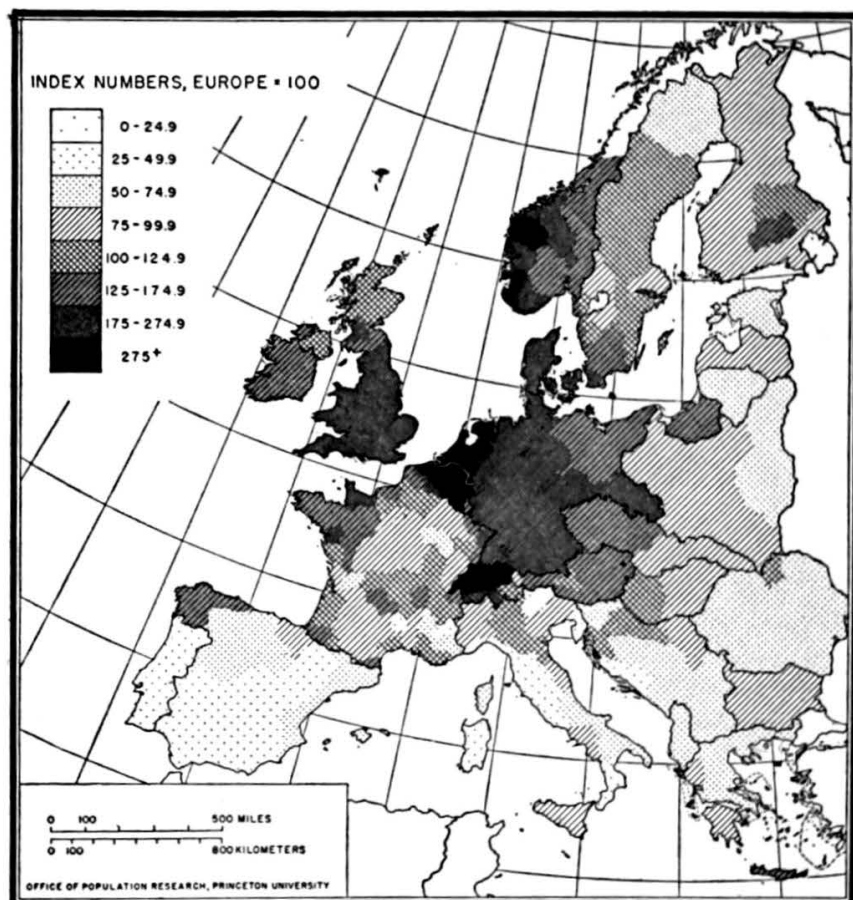 INDEX NUMBERS, EUROPE = 100
0-24.9
25-49.9
50-74.9
75-99.9
100-124.9
125-174.9
175-274.9
275+
0 100 500 MILES
0 100 800 KILOMETERS
OFFICE OF POPULATION RESEARCH, PRINCETON UNIVERSITY